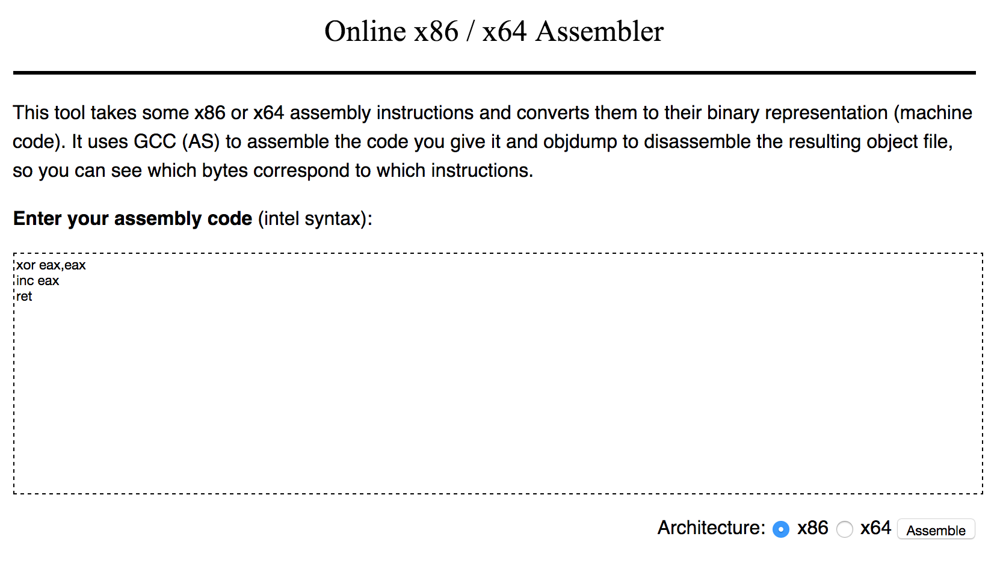 Online x86 / x64 Assembler
This tool takes some x86 or x64 assembly instructions and converts them to their binary representation (machine
code). It uses GCC (AS) to assemble the code you give it and objdump to disassemble the resulting object file,
so you can see which bytes correspond to which instructions.
Enter your assembly code (intel syntax):
xor eax,eax
inc eax
ret
Architecture: x86 x64 Assemble